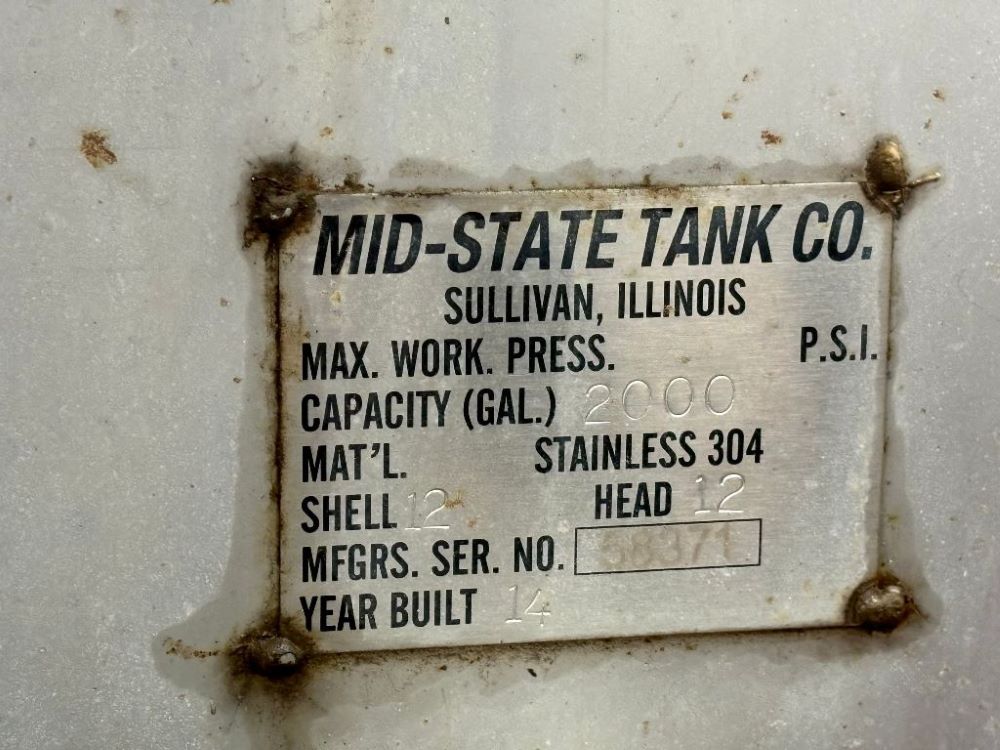 MID-STATE TANK CO.
SULLIVAN, ILLINOIS
MAX. WORK. PRESS. P.S.I.
CAPACITY (GAL.) 2000
MAT'L. STAINLESS 304
SHELL 12 HEAD 12
MFGRS. SER. NO.
YEAR BUILT 14